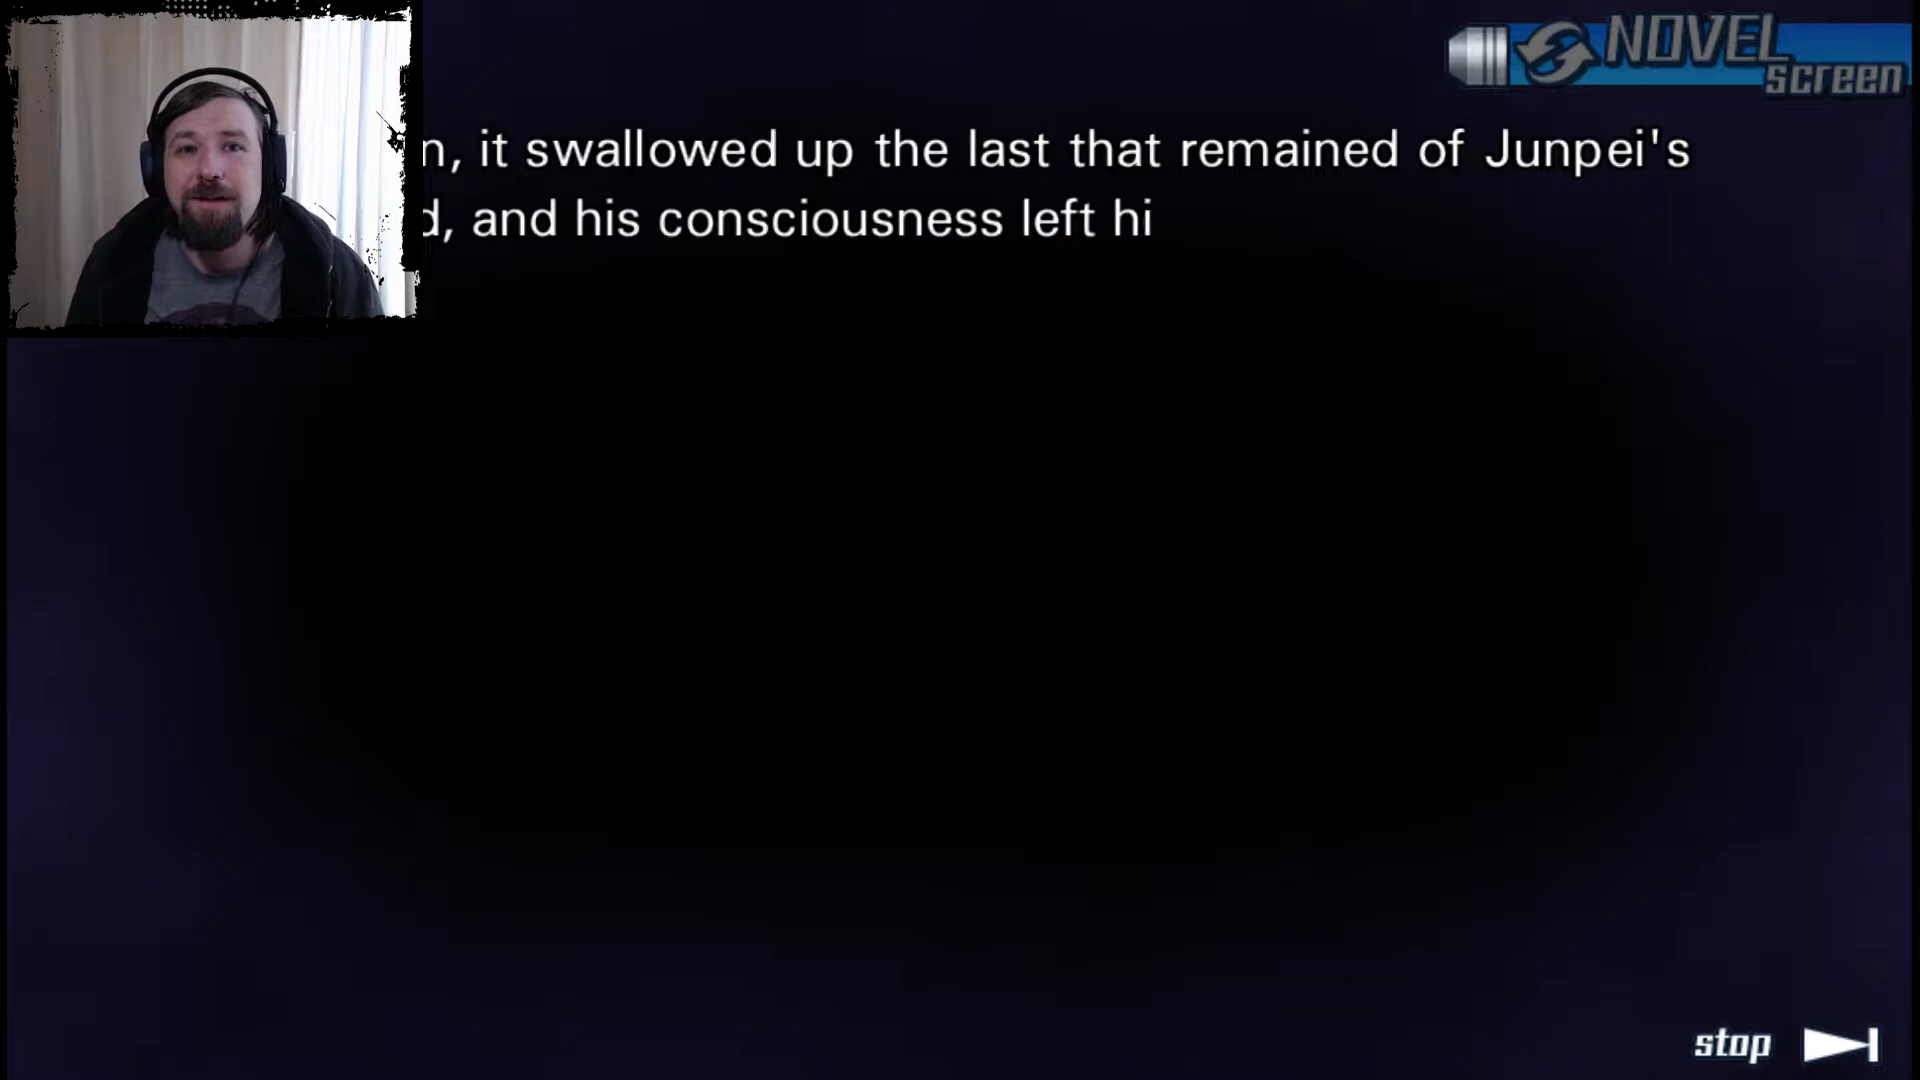 NOVEL
screen
n, it swallowed up the last that remained of Junpei's
d, and his consciousness left hi
stop